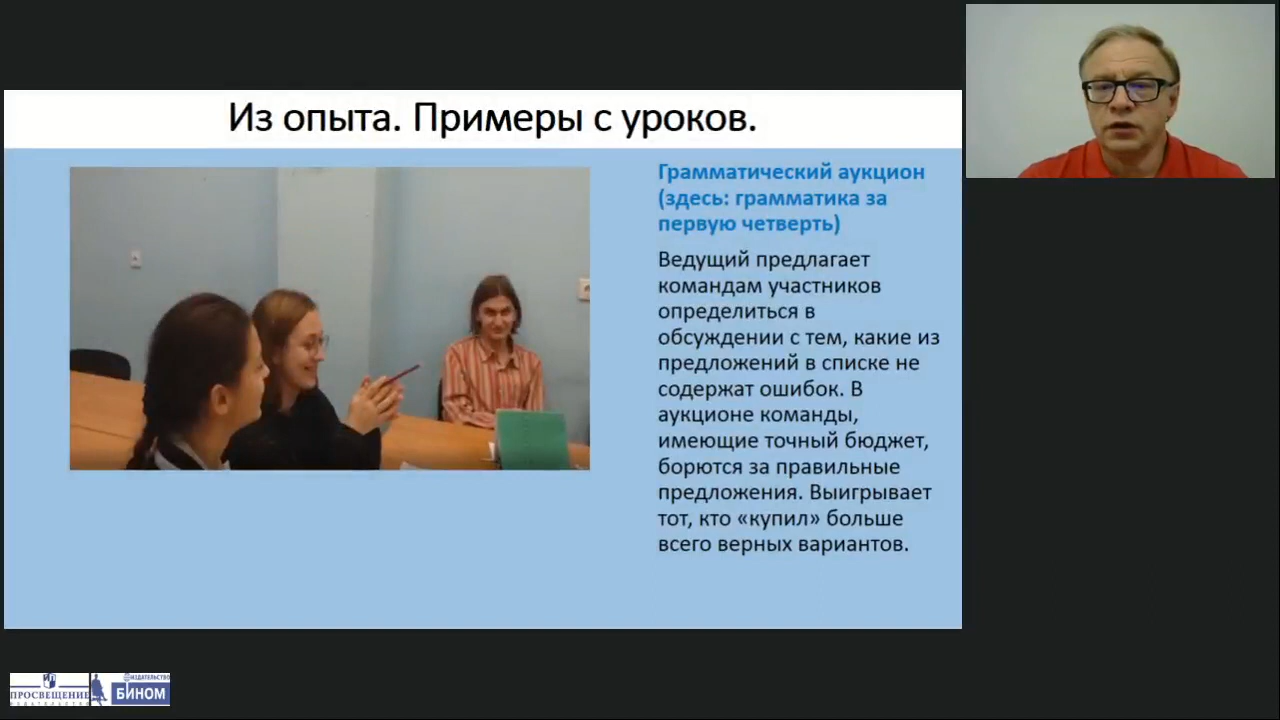 Из опыта. Примеры с уроков.
Грамматический аукцион
(здесь: грамматика за
первую четверть)
Ведущий предлагает
командам участников
определиться в
обсуждении с тем, какие из
предложений в списке не
содержат ошибок. В
аукционе команды,
имеющие точный бюджет,
борются за правильные
предложения. Выигрывает
тот, кто «купил» больше
всего верных вариантов.
ПРОСВЕЩЕНИЕ
ИЗДАТЕЛЬСТВО
ИЗДАТЕЛЬСТВО
БИНОМ